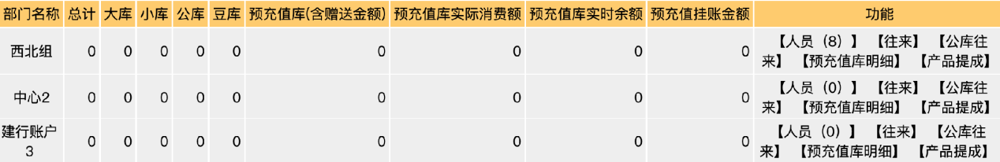 部门名称 总计 大库 小库 公库 豆库 预充值库(含赠送金额) 预充值库实际消费额 预充值库实时余额 预充值挂账金额 功能
西北组 0 0 0 0 0 0 0 0 0 【人员（8）】 【往来】 【公库往
来】 【预充值库明细】 【产品提成】
中心2 0 0 0 0 0 0 0 0 0 【人员（0）】 【往来】 【公库往
来】 【预充值库明细】 【产品提成】
建行账户
3 0 0 0 0 0 0 0 0 0 【人员（0）】 【往来】 【公库往
来】 【预充值库明细】 【产品提成】